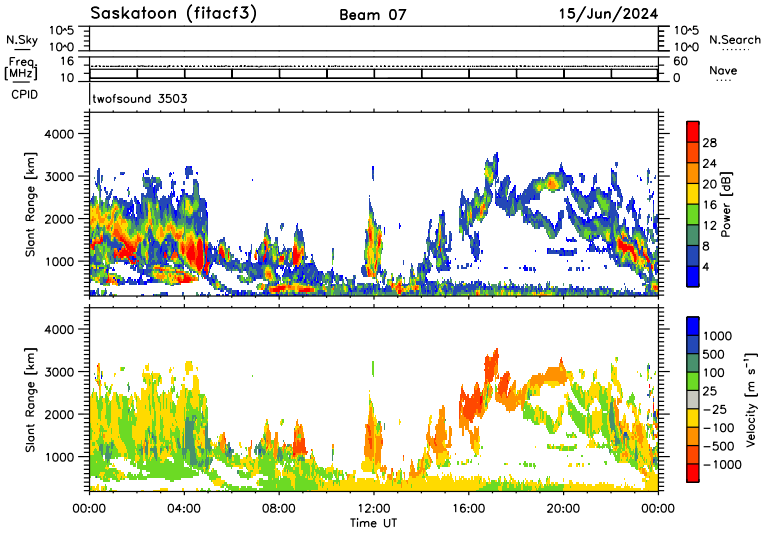 Saskatoon (fitacf3) Beam 07 15/Jun/2024
N.Sky 10^5 10^5 N.Search
10^0 10^0
Freq. 16 60
[MHz] 10 0 Nave
CPID twofsound 3503
Slant Range [km]
4000
3000
2000
1000
Power [dB]
28
24
20
16
12
8
4
Slant Range [km]
4000
3000
2000
1000
Velocity [m s⁻¹]
1000
500
100
25
−25
−100
−500
−1000
00:00 04:00 08:00 12:00 16:00 20:00 00:00
Time UT